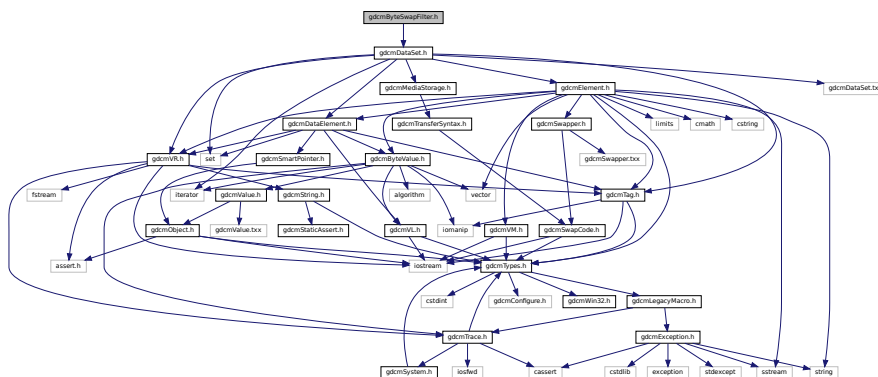 gdcmByteSwapFilter.h
gdcmDataSet.h
gdcmMediaStorage.h
gdcmElement.h
gdcmDataSet.tx
gdcmDataElement.h
gdcmTransferSyntax.h
gdcmSwapper.h
limits
cmath
cstring
gdcmVR.h
set
gdcmSmartPointer.h
gdcmByteValue.h
gdcmSwapper.txx
fstream
iterator
gdcmValue.h
gdcmString.h
algorithm
vector
gdcmTag.h
gdcmObject.h
gdcmValue.txx
gdcmStaticAssert.h
gdcmVL.h
iomanip
gdcmVM.h
gdcmSwapCode.h
assert.h
iostream
gdcmTypes.h
cstdint
gdcmConfigure.h
gdcmWin32.h
gdcmLegacyMacro.h
gdcmTrace.h
gdcmException.h
gdcmSystem.h
iosfwd
cassert
cstdlib
exception
stdexcept
sstream
string